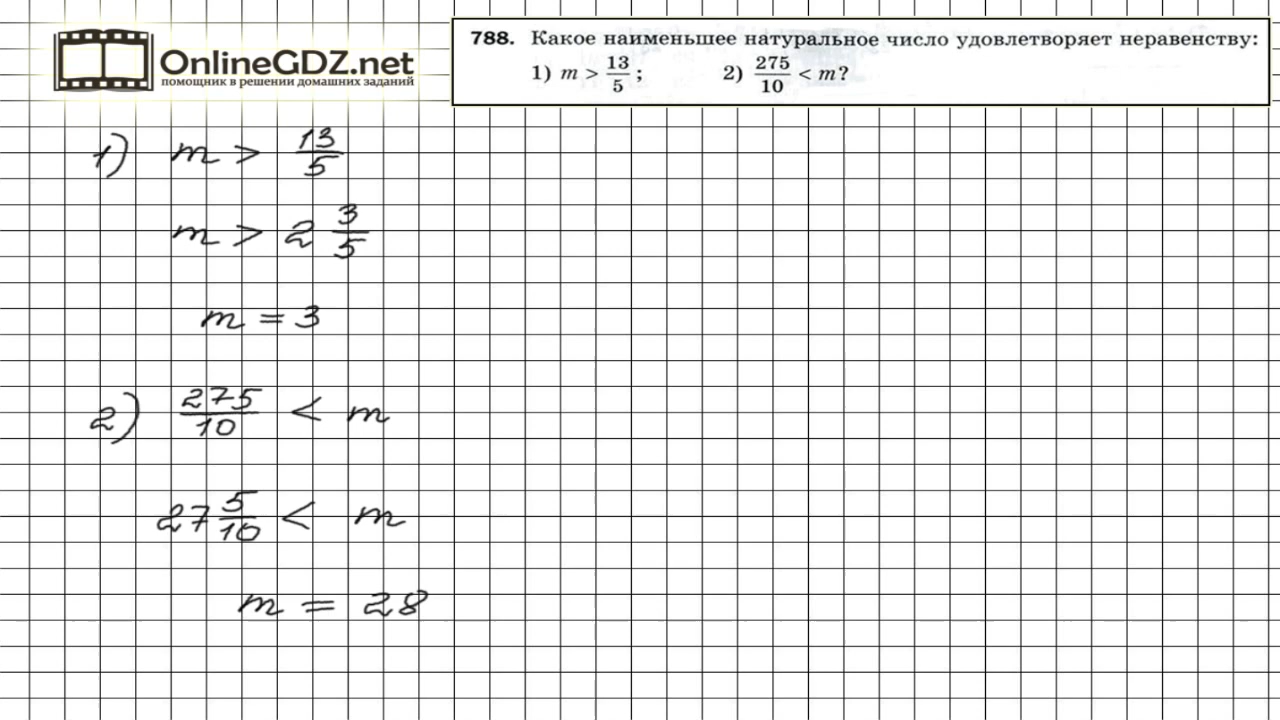 OnlineGDZ.net
помощник в решении домашних заданий
788. Какое наименьшее натуральное число удовлетворяет неравенству:
1) m > 13/5; 2) 275/10 < m?
1) m > 13/5
m > 2 3/5
m = 3
2) 275/10 < m
27 5/10 < m
m = 28